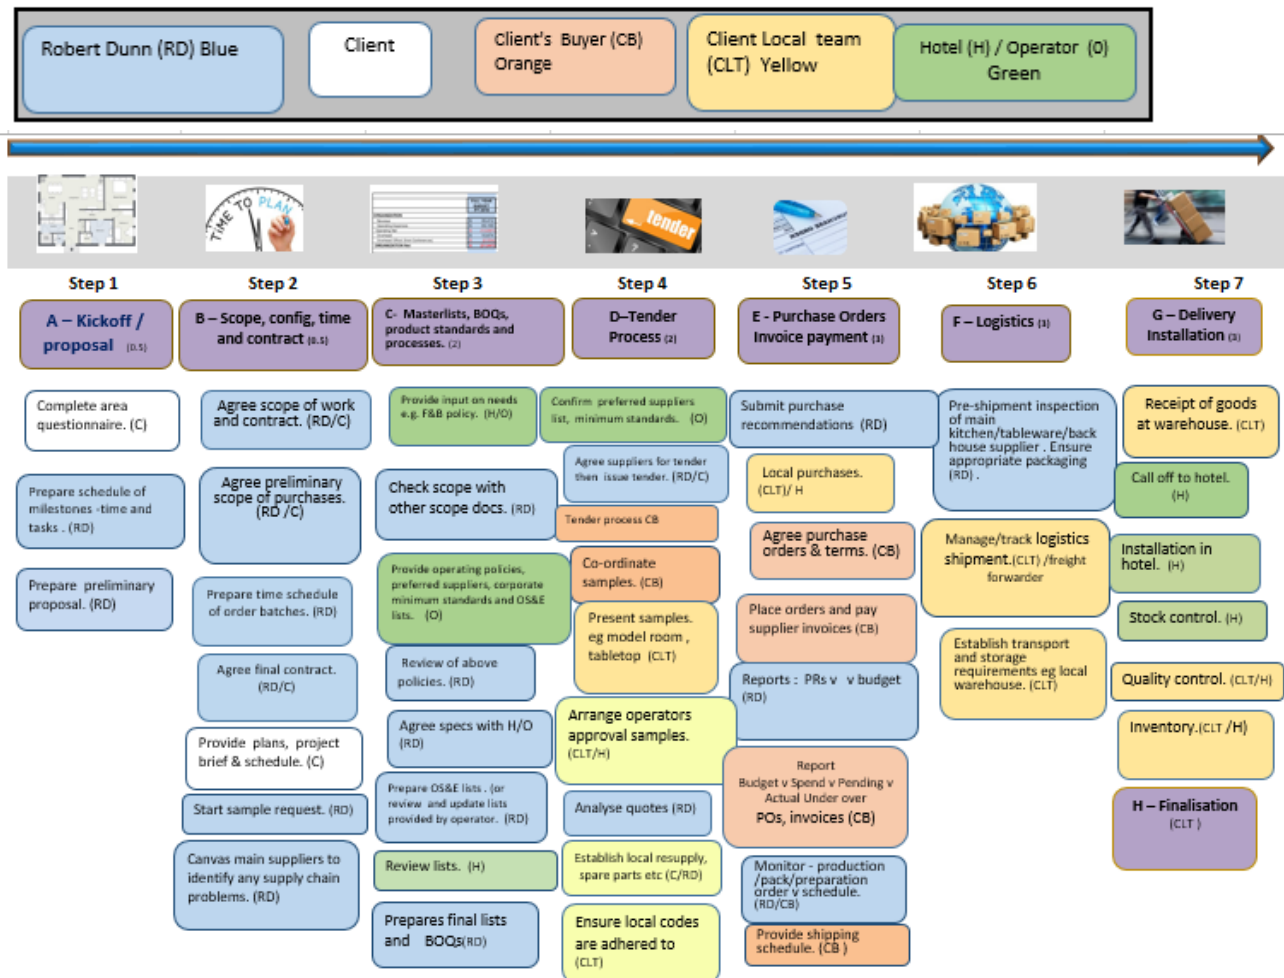 Robert Dunn (RD) Blue
Client
Client's Buyer (CB)
Orange
Client Local team
(CLT) Yellow
Hotel (H) / Operator (0)
Green
TIME TO PLAN
tender
Step 1
Step 2
Step 3
Step 4
Step 5
Step 6
Step 7
A – Kickoff /
proposal (0.5)
B – Scope, config, time
and contract (0.5)
C- Masterlists, BOQs,
product standards and
processes. (2)
D–Tender
Process (2)
E - Purchase Orders
Invoice payment (3)
F – Logistics (3)
G – Delivery
Installation (3)
Complete area
questionnaire. (C)
Prepare schedule of
milestones -time and
tasks . (RD)
Prepare preliminary
proposal. (RD)
Agree scope of work
and contract. (RD/C)
Agree preliminary
scope of purchases.
(RD /C)
Prepare time schedule
of order batches. (RD)
Agree final contract.
(RD/C)
Provide plans, project
brief & schedule. (C)
Start sample request. (RD)
Canvas main suppliers to
identify any supply chain
problems. (RD)
Provide input on needs
e.g. F&B policy. (H/O)
Check scope with
other scope docs. (RD)
Provide operating policies,
preferred suppliers, corporate
minimum standards and OS&E
lists. (O)
Review of above
policies. (RD)
Agree specs with H/O
(RD)
Prepare OS&E lists . (or
review and update lists
provided by operator. (RD)
Review lists. (H)
Prepares final lists
and BOQs(RD)
Confirm preferred suppliers
list, minimum standards. (O)
Agree suppliers for tender
then issue tender. (RD/C)
Tender process CB
Co-ordinate
samples. (CB)
Present samples.
eg model room ,
tabletop (CLT)
Arrange operators
approval samples.
(CLT/H)
Analyse quotes (RD)
Establish local resupply,
spare parts etc (C/RD)
Ensure local codes
are adhered to
(CLT)
Submit purchase
recommendations (RD)
Local purchases.
(CLT)/ H
Agree purchase
orders & terms. (CB)
Place orders and pay
supplier invoices (CB)
Reports : PRs v v budget
(RD)
Report
Budget v Spend v Pending v
Actual Under over
POs, invoices (CB)
Monitor - production
/pack/preparation
order v schedule.
(RD/CB)
Provide shipping
schedule. (CB )
Pre-shipment inspection
of main
kitchen/tableware/back
house supplier . Ensure
appropriate packaging
(RD) .
Manage/track logistics
shipment.(CLT) /freight
forwarder
Establish transport
and storage
requirements eg local
warehouse. (CLT)
Receipt of goods
at warehouse. (CLT)
Call off to hotel.
(H)
Installation in
hotel. (H)
Stock control. (H)
Quality control. (CLT/H)
Inventory.(CLT /H)
H – Finalisation
(CLT )